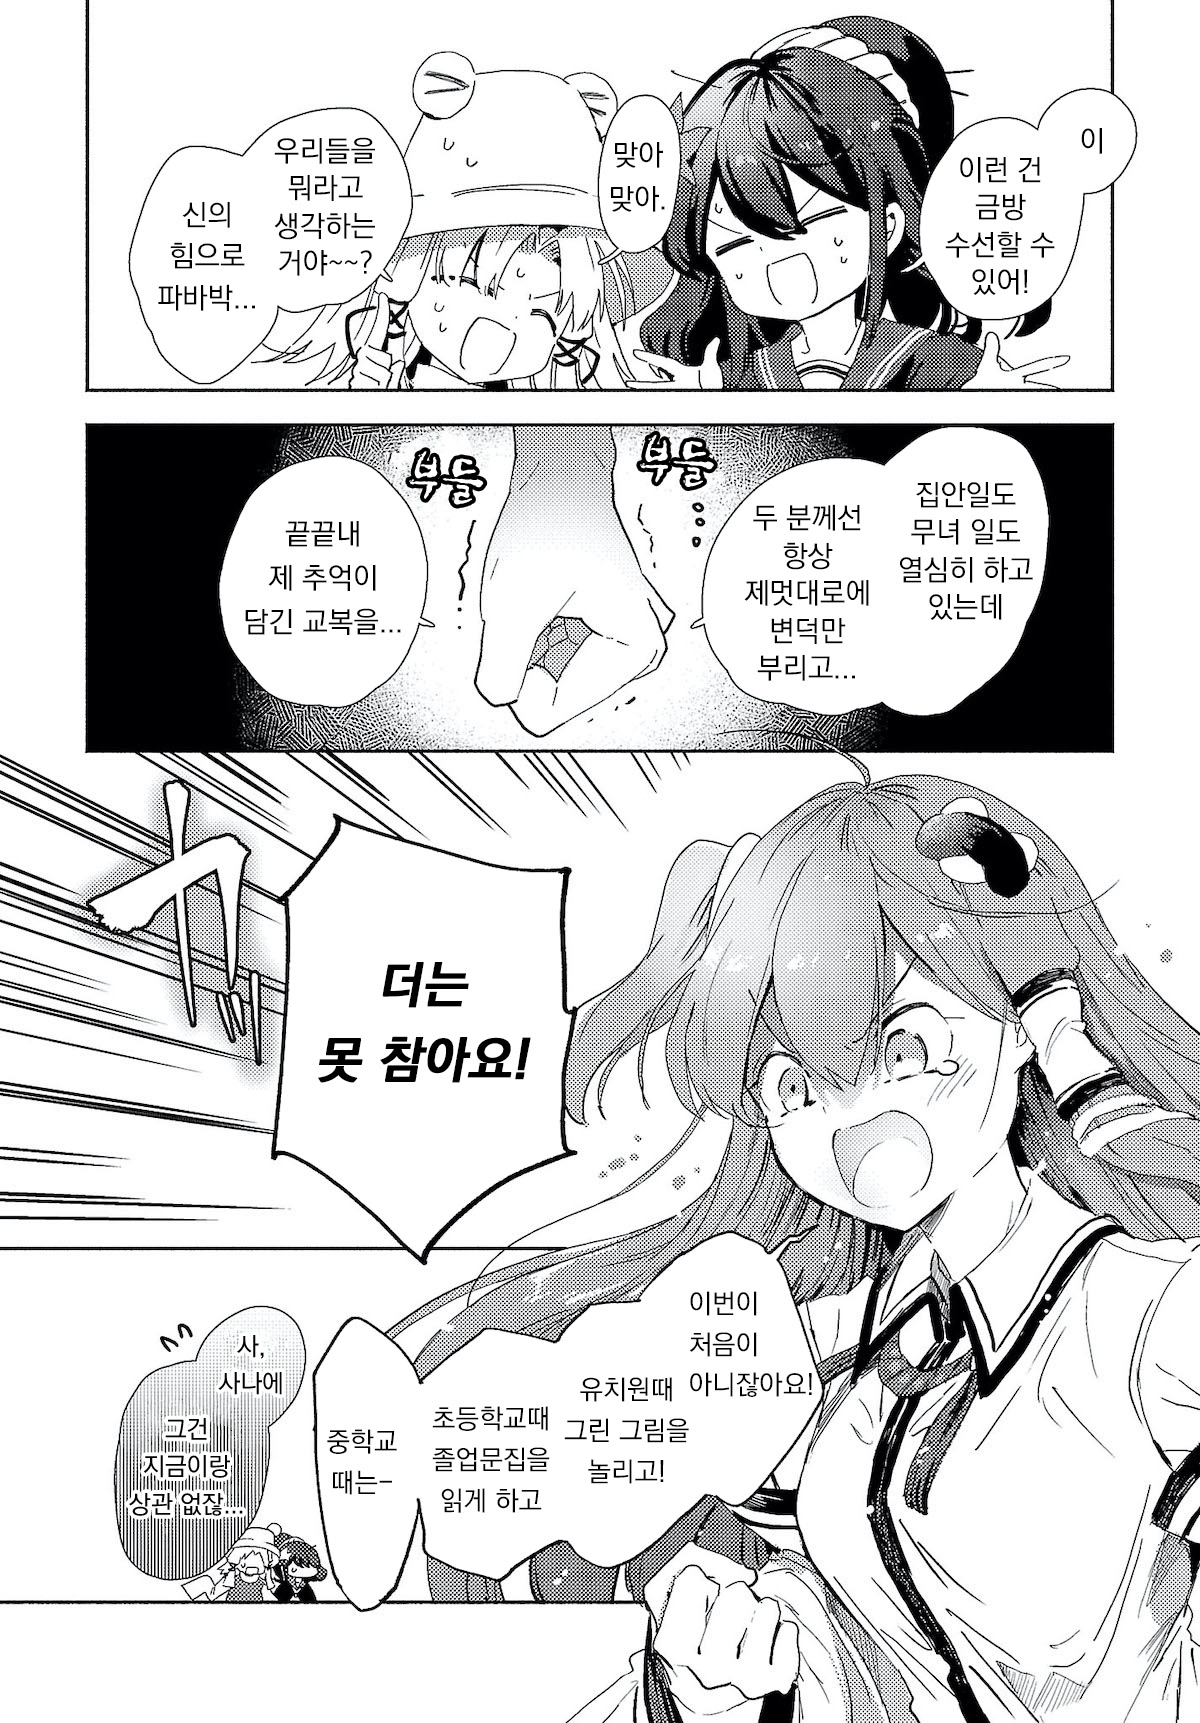 이
이런 건
금방
수선할 수
있어!
맞아
맞아.
우리들을
뭐라고
생각하는
거야~~?
신의
힘으로
파바박...
집안일도
무녀 일도
열심히 하고
있는데
두 분께선
항상
제멋대로에
변덕만
부리고...
부들
부들
끝끝내
제 추억이
담긴 교복을...
더는
못 참아요!
이번이
처음이
아니잖아요!
유치원때
그린 그림을
놀리고!
초등학교때
졸업문집을
읽게 하고
중학교
때는-
사,
사나에
그건
지금이랑
상관 없잖...